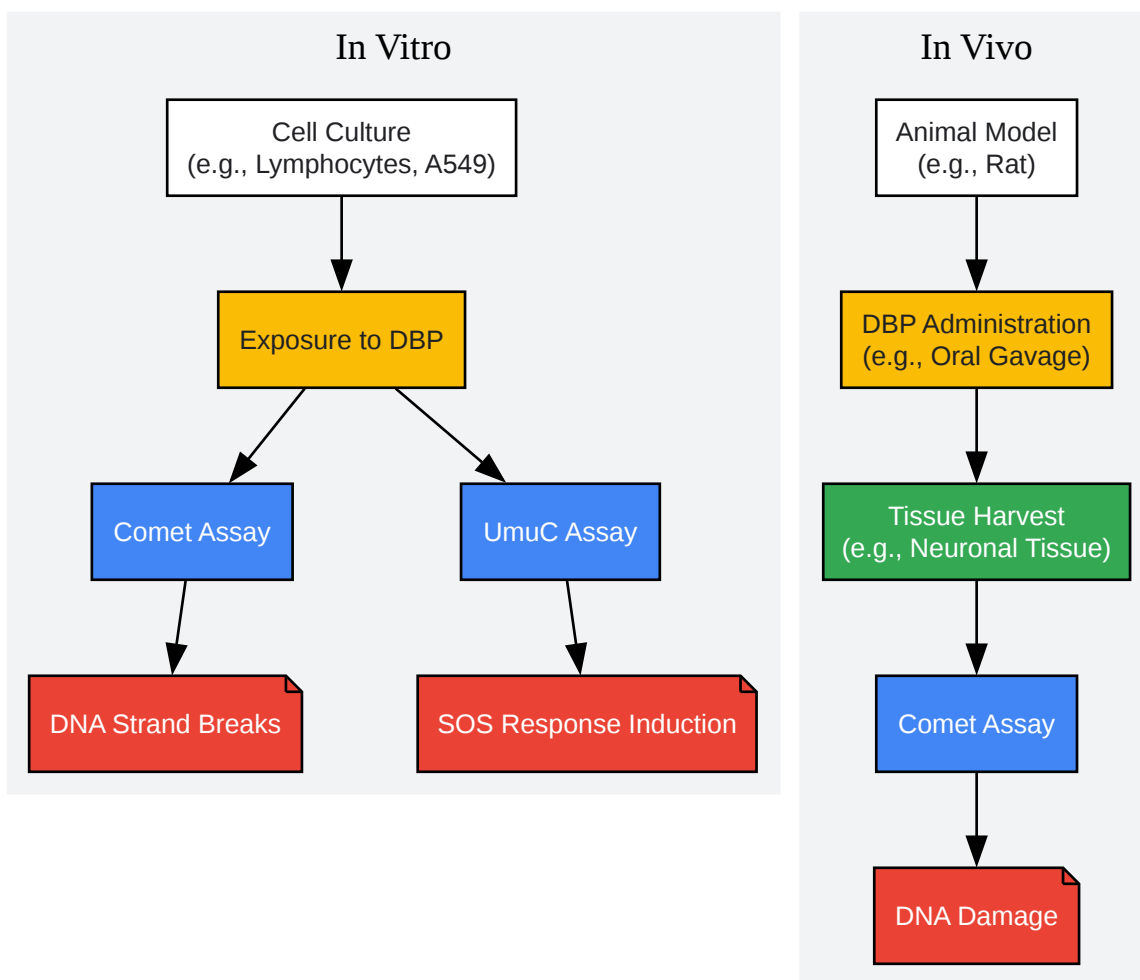 In Vitro
Cell Culture
(e.g., Lymphocytes, A549)
Exposure to DBP
Comet Assay
UmuC Assay
DNA Strand Breaks
SOS Response Induction
In Vivo
Animal Model
(e.g., Rat)
DBP Administration
(e.g., Oral Gavage)
Tissue Harvest
(e.g., Neuronal Tissue)
Comet Assay
DNA Damage